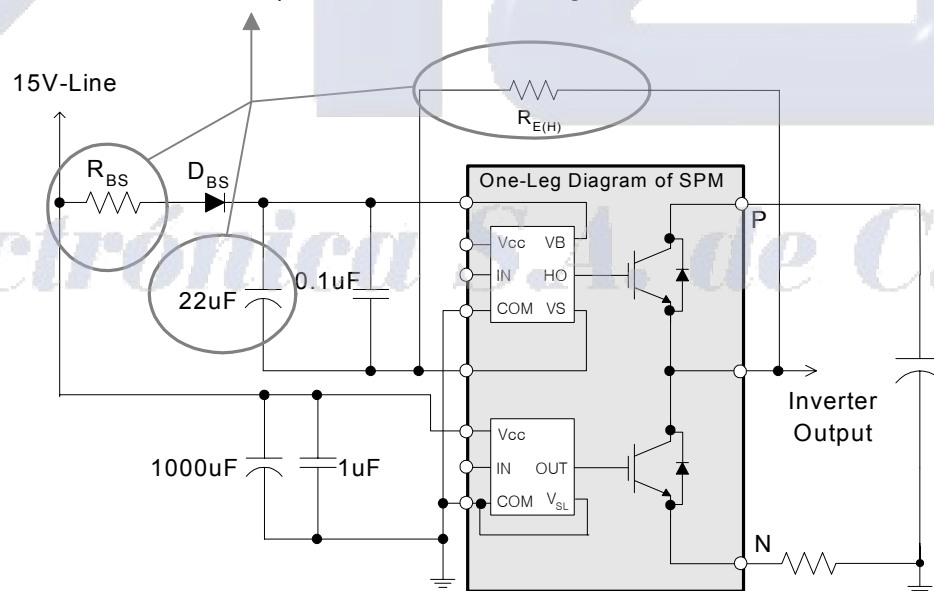 15V-Line
R_E(H)
R_BS
D_BS
One-Leg Diagram of SPM
P
Vcc VB
IN HO
COM VS
22uF
0.1uF
Inverter
Output
Vcc
IN OUT
COM V_SL
1000uF
1uF
N